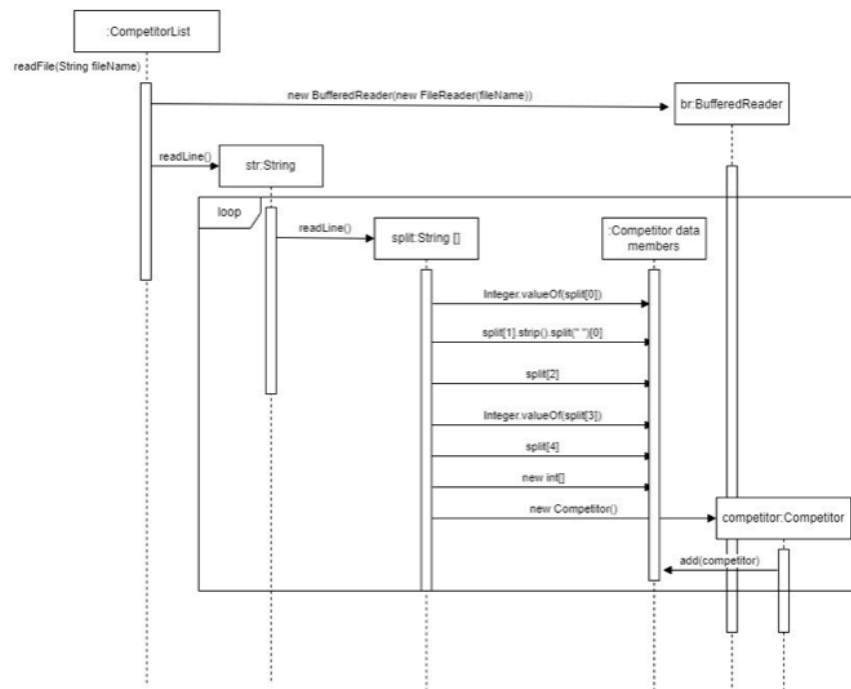 :CompetitorList
readFile(String fileName)
new BufferedReader(new FileReader(fileName))
br:BufferedReader
readLine()
str:String
loop
readLine()
split:String []
:Competitor data
members
Integer.valueOf(split[0])
split[1].strip().split(" ")[0]
split[2]
Integer.valueOf(split[3])
split[4]
new int[]
new Competitor()
competitor:Competitor
add(competitor)